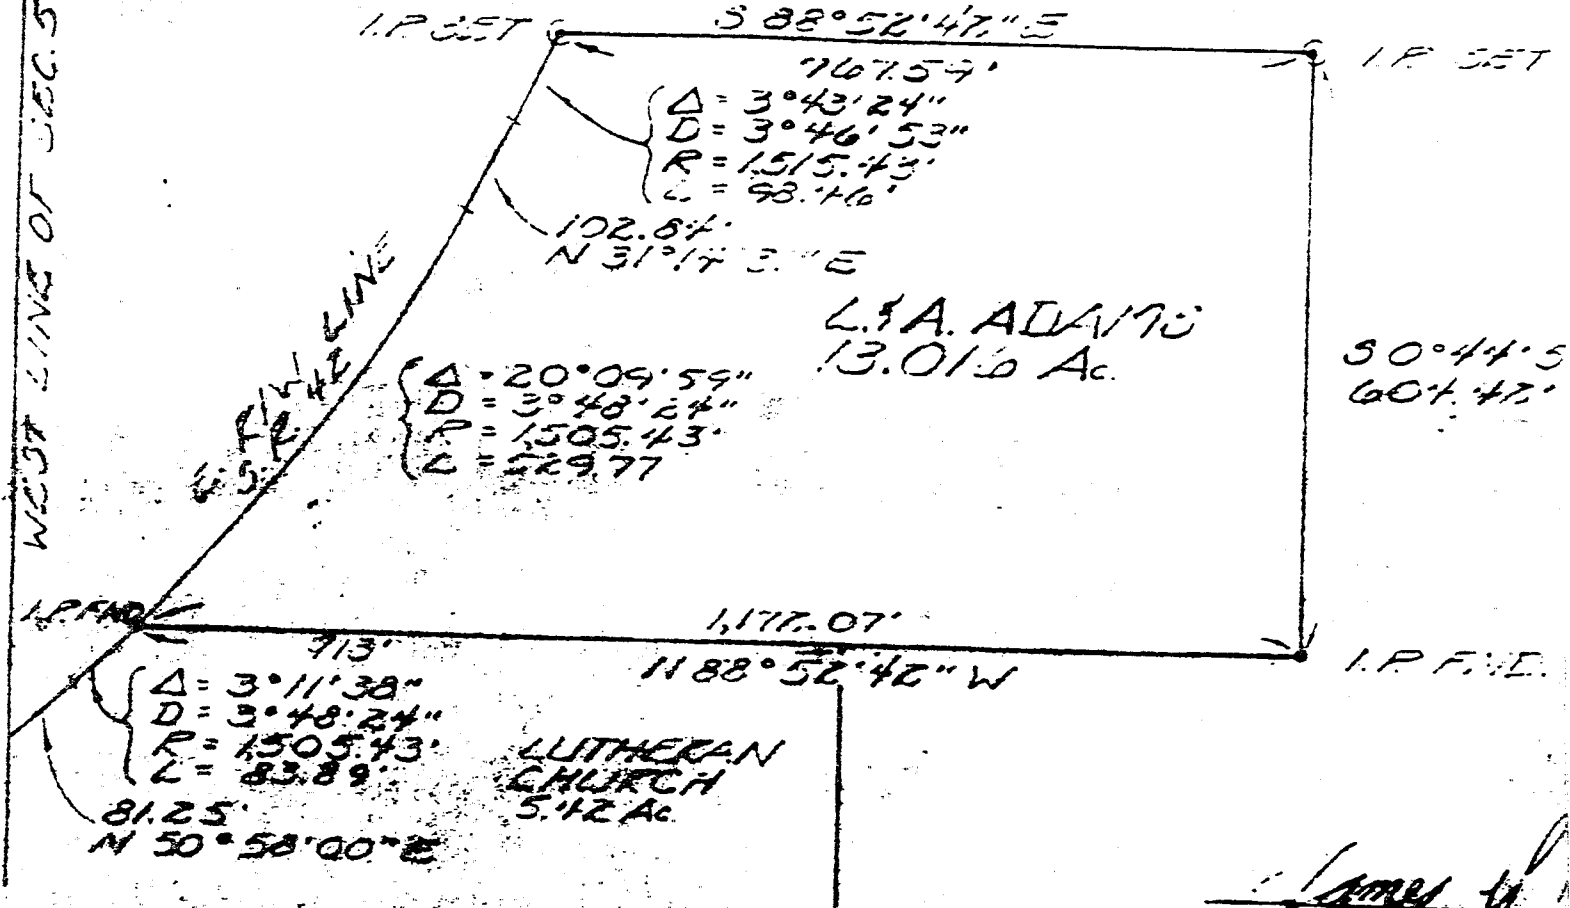 WEST LINE OF SEC. 5
I.P. SET
S 88°52'47" E
767.59'
I.P. SET
Δ = 3°43'24"
D = 3°46'53"
R = 1,515.43'
L = 98.46'
102.84'
N 31° E
L. & A. ADAMS
13.016 Ac.
R/W LINE
U.S.R. 42
S 0°44'5
604.47'
Δ = 20°09'59"
D = 3°48'24"
R = 1,505.43'
L = 529.77
I.P. FND.
1,177.07'
713'
N 88°52'42" W
I.P. FND.
Δ = 3°11'38"
D = 3°48'24"
R = 1,505.43'
L = 83.89'
81.25'
N 50°58'00" E
LUTHERAN
CHURCH
5.42 Ac.
James